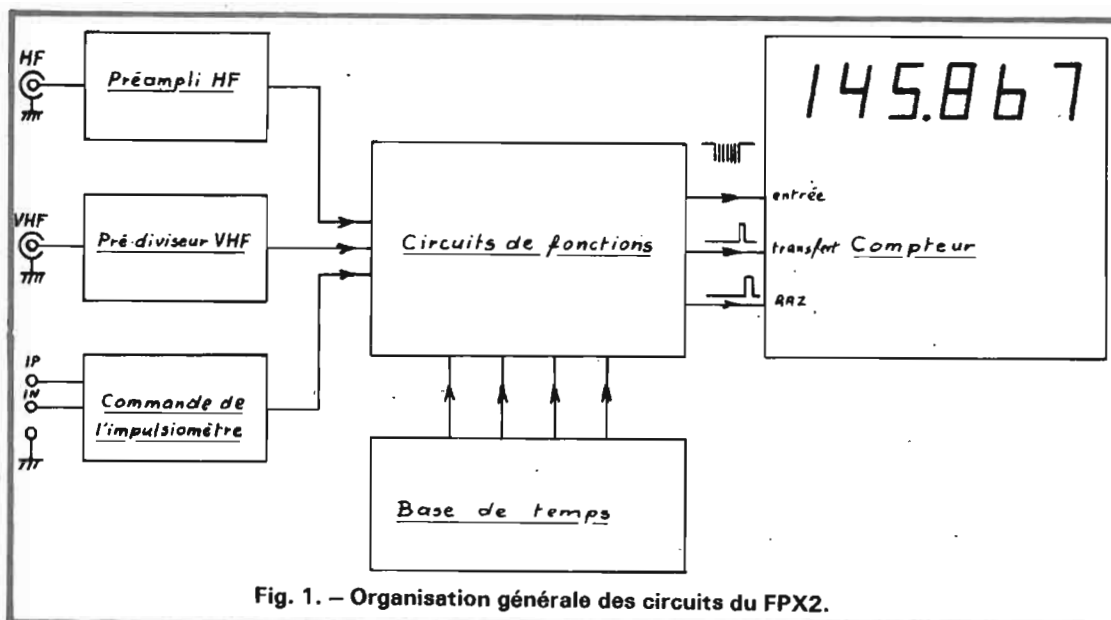 HF
Préampli HF
145.867
VHF
Pré-diviseur VHF
Circuits de fonctions
entrée
transfert Compteur
RAZ
IP
IN
Commande de
l'impulsiomètre
Base de temps
Fig. 1. – Organisation générale des circuits du FPX2.